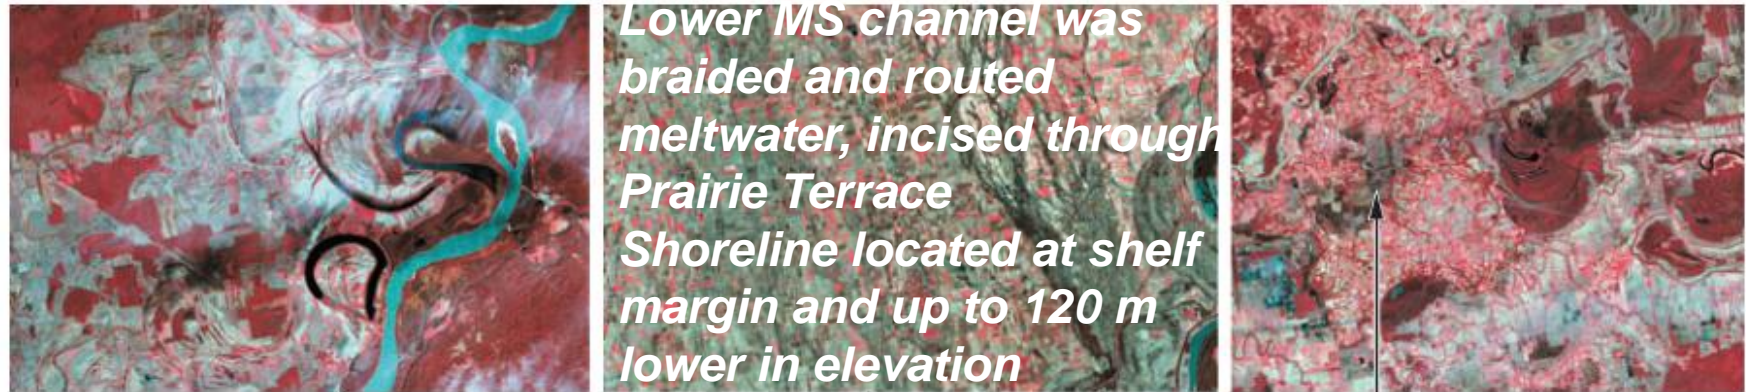 Lower MS channel was
braided and routed
meltwater, incised through
Prairie Terrace
Shoreline located at shelf
margin and up to 120 m
lower in elevation